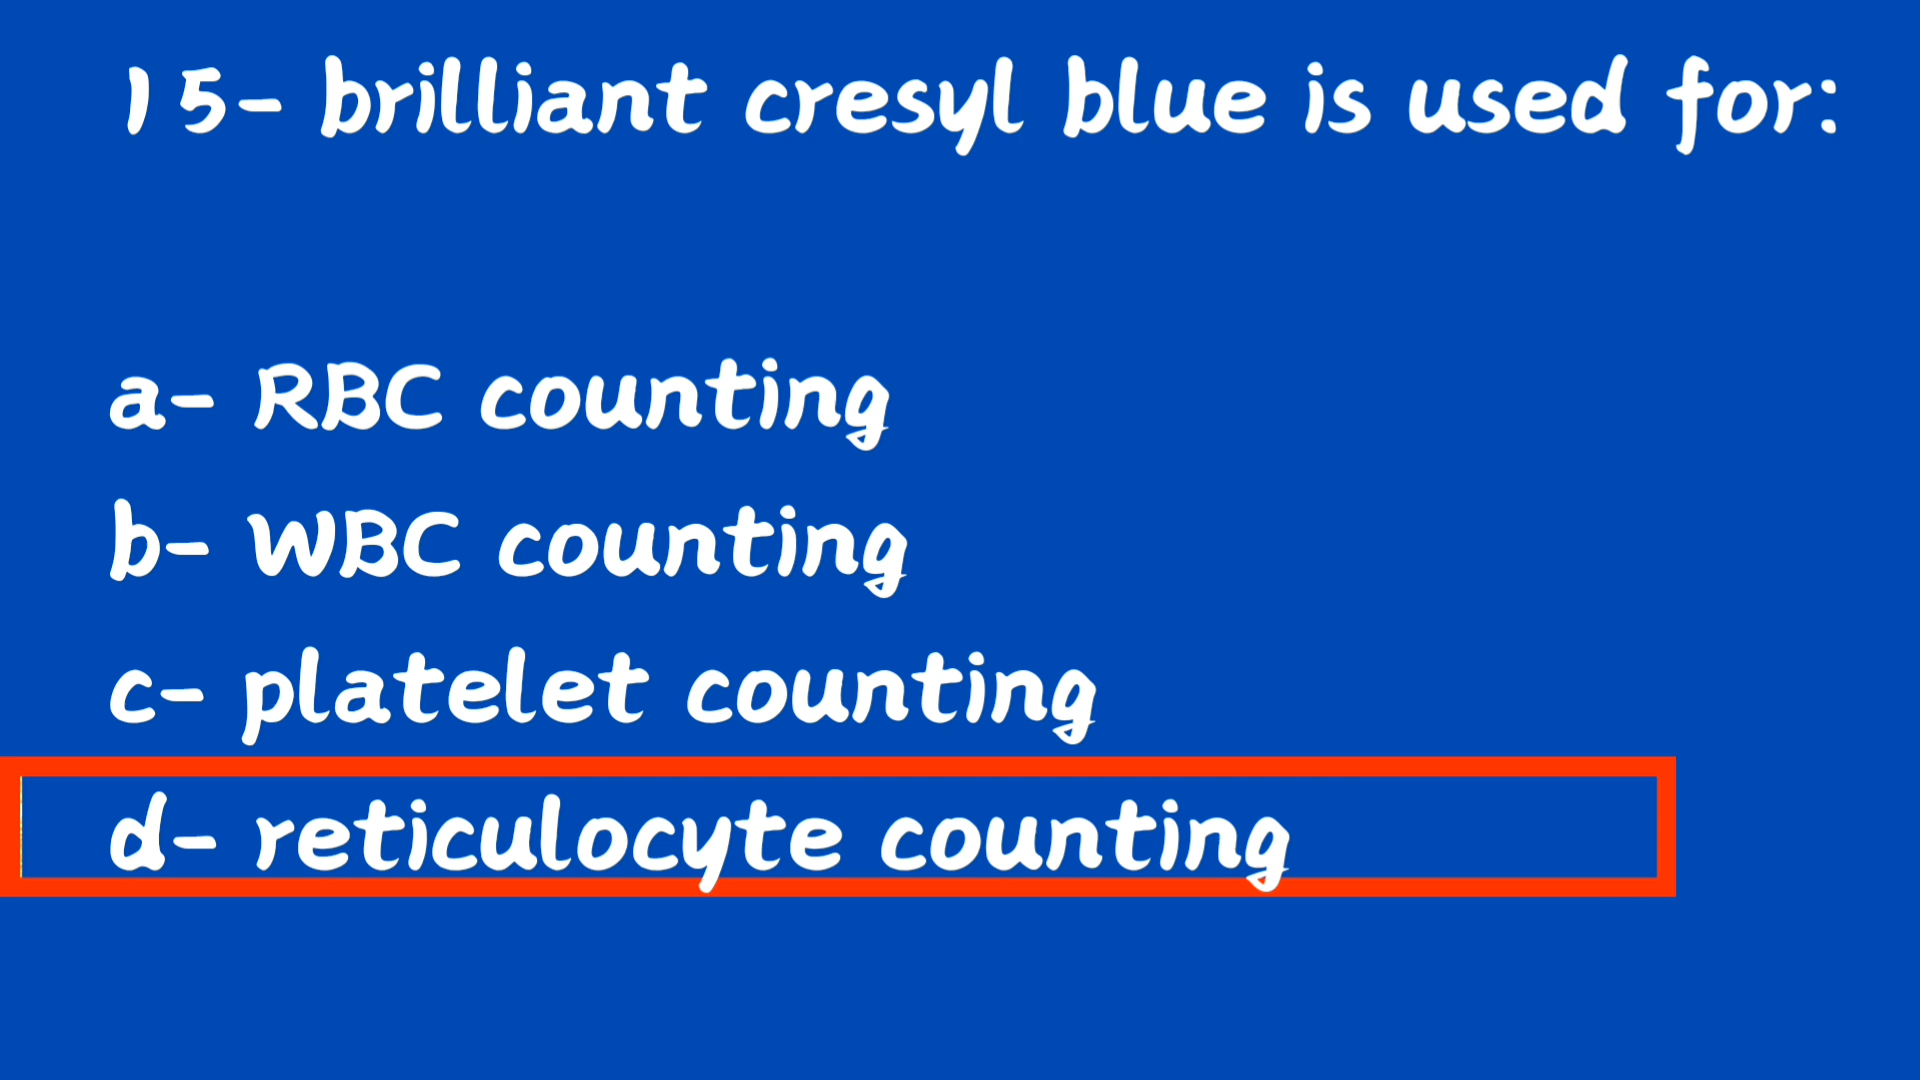 15- brilliant cresyl blue is used for:
a- RBC counting
b- WBC counting
c- platelet counting
d- reticulocyte counting